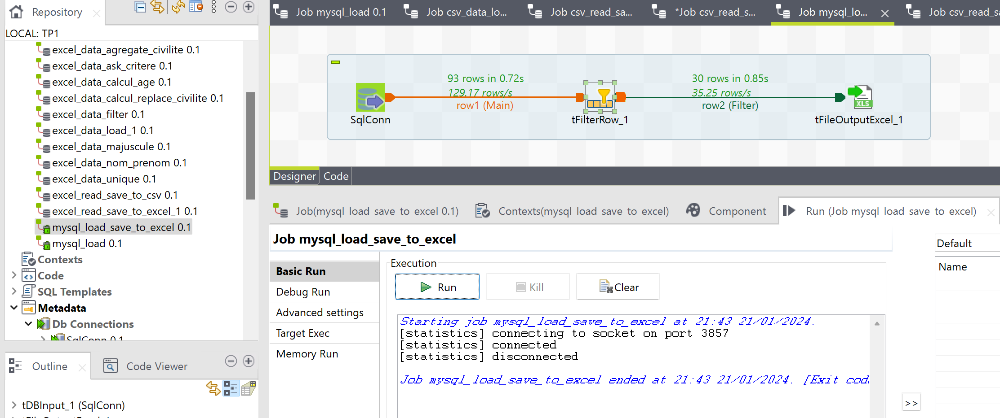 Repository
LOCAL: TP1
excel_data_agregate_civilite 0.1
excel_data_ask_critere 0.1
excel_data_calcul_age 0.1
excel_data_calcul_replace_civilite 0.1
excel_data_filter 0.1
excel_data_load_1 0.1
excel_data_majuscule 0.1
excel_data_nom_prenom 0.1
excel_data_unique 0.1
excel_read_save_to_csv 0.1
excel_read_save_to_excel_1 0.1
mysql_load_save_to_excel 0.1
mysql_load 0.1
Contexts
Code
SQL Templates
Metadata
Db Connections
SqlConn 0.1
Outline
Code Viewer
tDBInput_1 (SqlConn)
Job mysql_load 0.1
Job csv_data_lo...
Job csv_read_sa...
*Job csv_read_s...
Job mysql_lo...
Job csv_read_sa
93 rows in 0.72s
129.17 rows/s
row1 (Main)
30 rows in 0.85s
35.25 rows/s
row2 (Filter)
SqlConn
tFilterRow_1
XLS
tFileOutputExcel_1
Designer
Code
Job(mysql_load_save_to_excel 0.1)
Contexts(mysql_load_save_to_excel)
Component
Run (Job mysql_load_save_to_excel)
Job mysql_load_save_to_excel
Basic Run
Debug Run
Advanced settings
Target Exec
Memory Run
Execution
Run
Kill
Clear
Starting job mysql_load_save_to_excel at 21:43 21/01/2024.
[statistics] connecting to socket on port 3857
[statistics] connected
[statistics] disconnected
Job mysql_load_save_to_excel ended at 21:43 21/01/2024. [Exit cod
Default
Name
>>